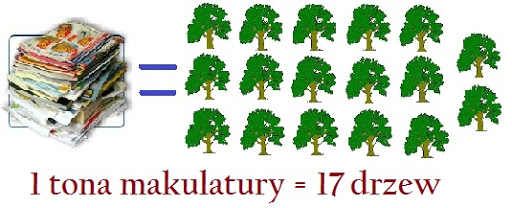 1 tona makulatury = 17 drzew